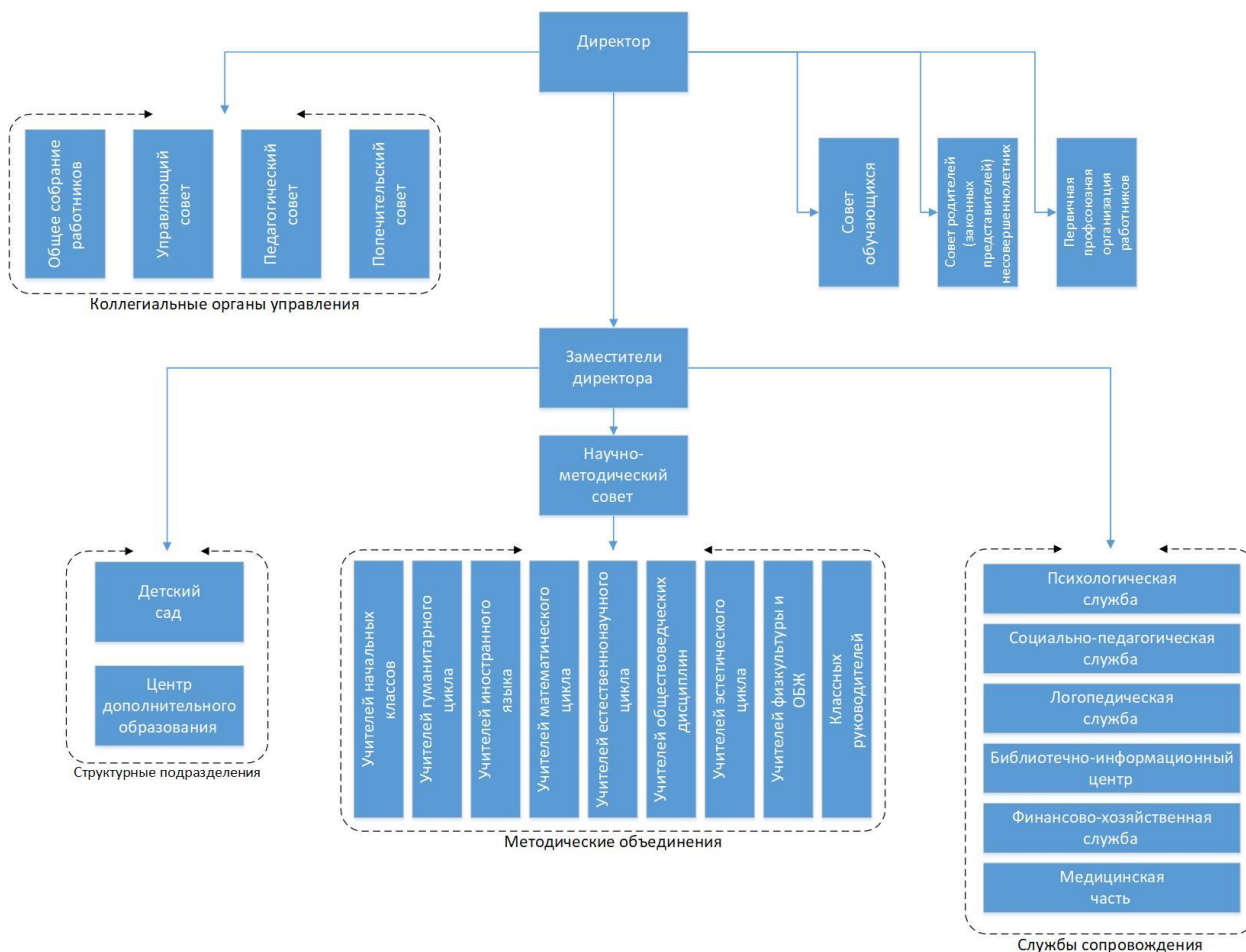 Директор
Общее собрание
работников
Управляющий
совет
Педагогический
совет
Попечительский
совет
Коллегиальные органы управления
Совет
обучающихся
Совет родителей
(законных
представителей)
несовершеннолетних
Первичная
профсоюзная
организация
работников
Заместители
директора
Научно-
методический
совет
Детский
сад
Центр
дополнительного
образования
Структурные подразделения
Учителей начальных
классов
Учителей гуманитарного
цикла
Учителей иностранного
языка
Учителей математического
цикла
Учителей естественнонаучного
цикла
Учителей обществоведческих
дисциплин
Учителей эстетического
цикла
Учителей физкультуры и
ОБЖ
Классных
руководителей
Методические объединения
Психологическая
служба
Социально-педагогическая
служба
Логопедическая
служба
Библиотечно-информационный
центр
Финансово-хозяйственная
служба
Медицинская
часть
Службы сопровождения